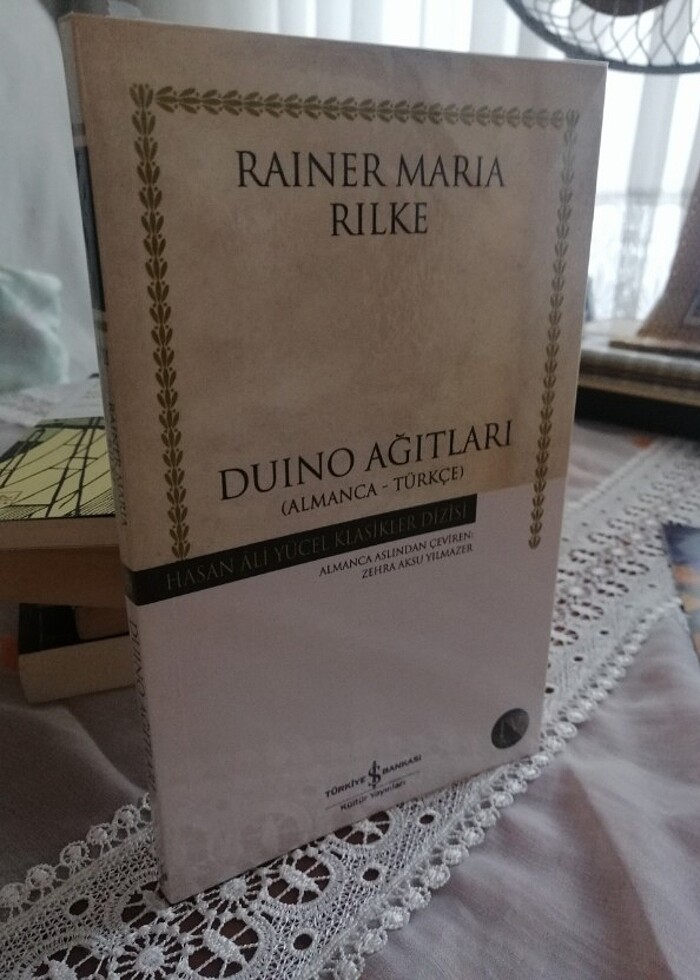 RAINER MARIA
RILKE
DUINO AĞITLARI
(ALMANCA - TÜRKÇE)
HASAN ÂLİ YÜCEL KLASİKLER DİZİSİ
ALMANCA ASLINDAN ÇEVİREN:
ZEHRA AKSU YILMAZER
TÜRKİYE İŞ BANKASI
Kültür Yayınları